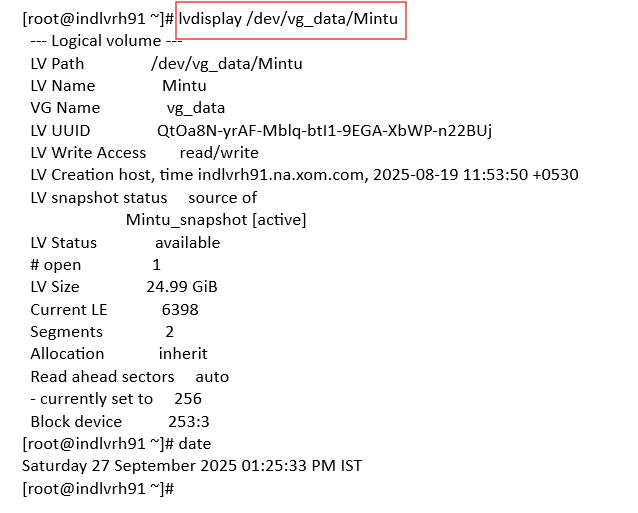 [root@indlvrh91 ~]# lvdisplay /dev/vg_data/Mintu
--- Logical volume ---
LV Path /dev/vg_data/Mintu
LV Name Mintu
VG Name vg_data
LV UUID QtOa8N-yrAF-Mblq-btI1-9EGA-XbWP-n22BUj
LV Write Access read/write
LV Creation host, time indlvrh91.na.xom.com, 2025-08-19 11:53:50 +0530
LV snapshot status source of
Mintu_snapshot [active]
LV Status available
# open 1
LV Size 24.99 GiB
Current LE 6398
Segments 2
Allocation inherit
Read ahead sectors auto
- currently set to 256
Block device 253:3
[root@indlvrh91 ~]# date
Saturday 27 September 2025 01:25:33 PM IST
[root@indlvrh91 ~]#